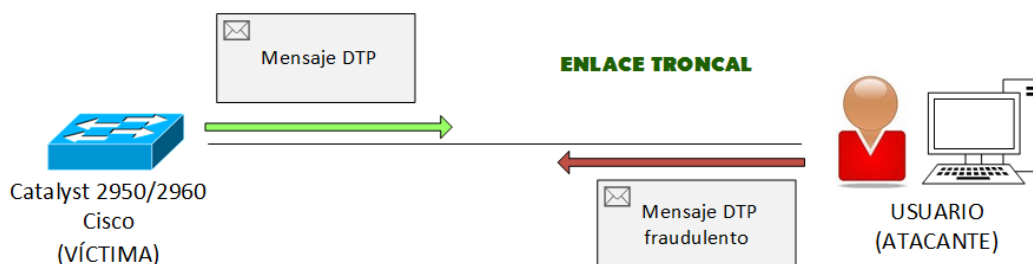 Mensaje DTP
ENLACE TRONCAL
Catalyst 2950/2960
Cisco
(VÍCTIMA)
Mensaje DTP
fraudulento
USUARIO
(ATACANTE)